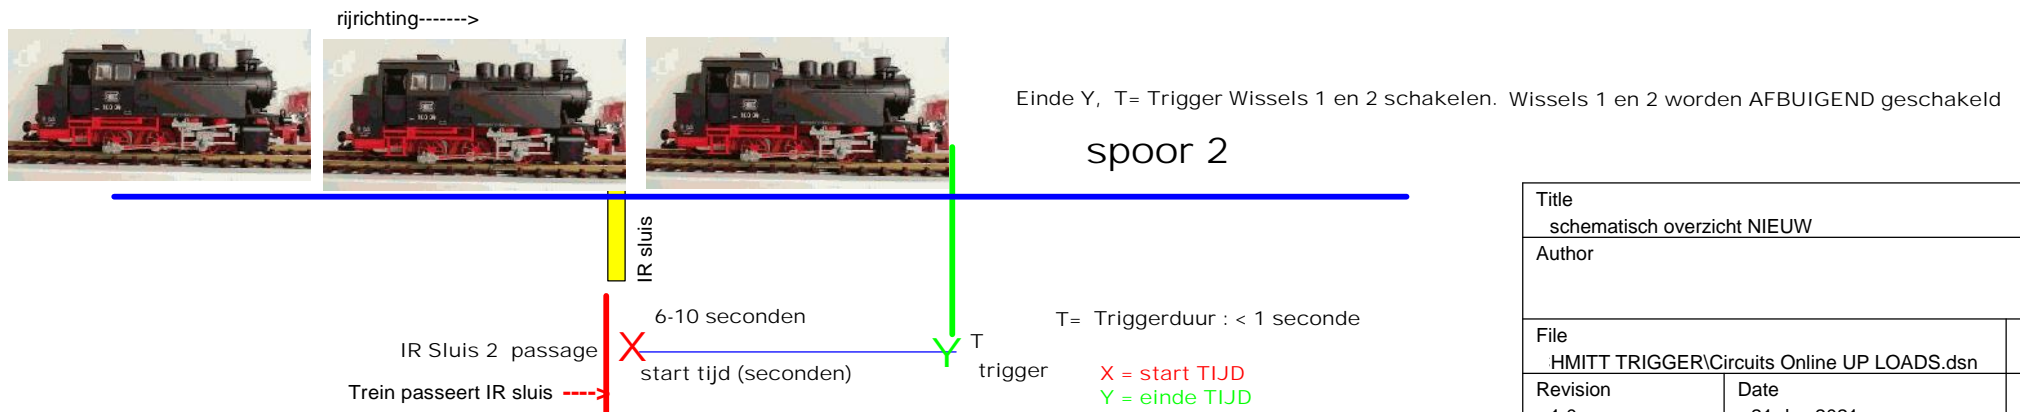 rijrichting------->
Einde Y, T= Trigger Wissels 1 en 2 schakelen. Wissels 1 en 2 worden AFBUIGEND geschakeld
spoor 2
IR sluis
6-10 seconden
IR Sluis 2 passage X Y T
start tijd (seconden)
trigger
Trein passeert IR sluis ---->
T= Triggerduur : < 1 seconde
X = start TIJD
Y = einde TIJD
Title
schematisch overzicht NIEUW
Author
File
HMITT TRIGGER\Circuits Online UP LOADS.dsn
Revision
Date